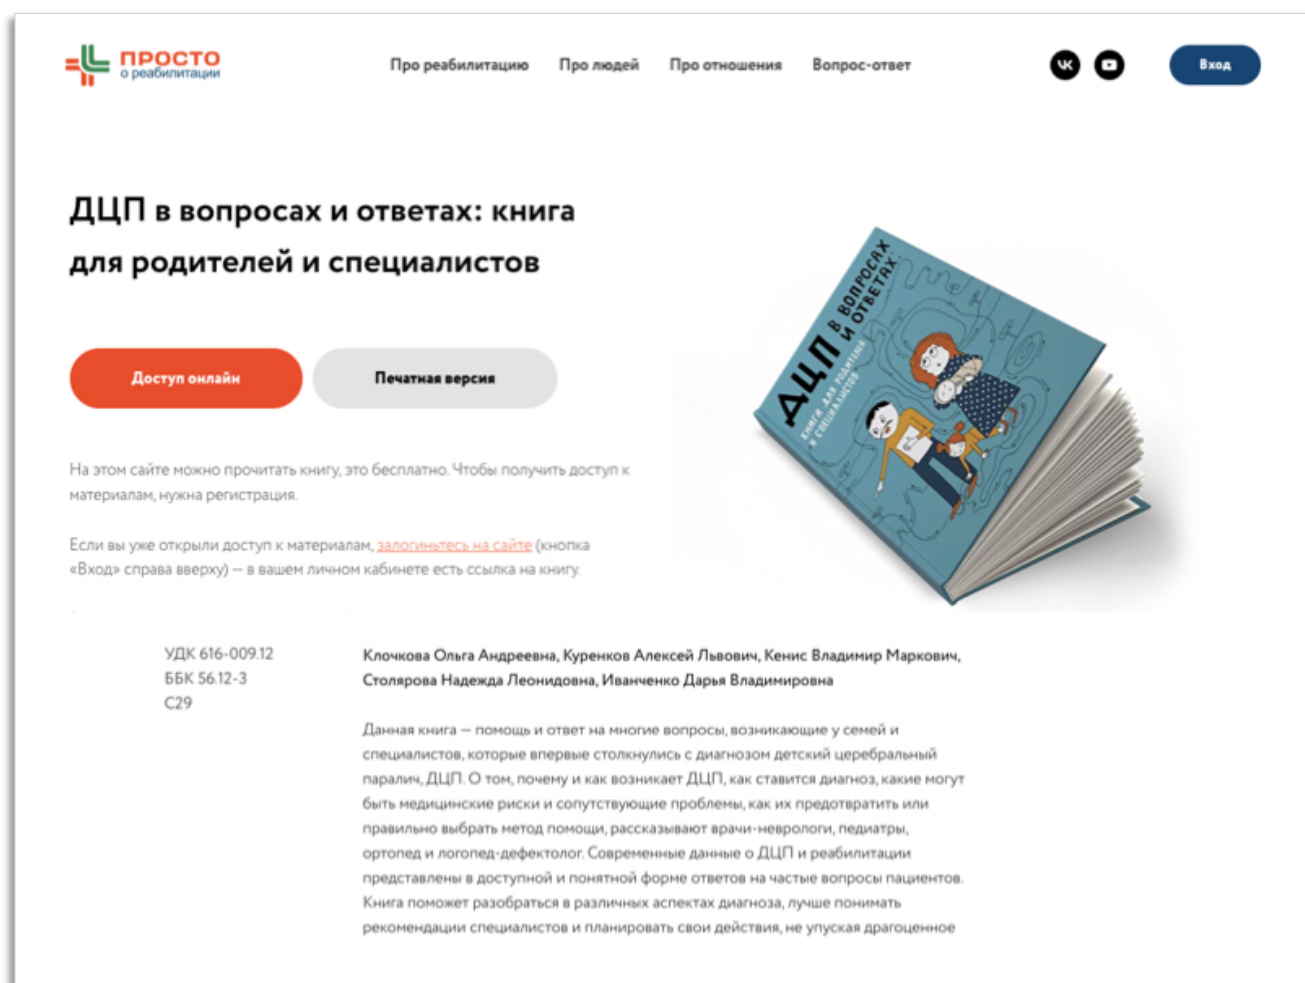 ПРОСТО
о реабилитации
Про реабилитацию Про людей Про отношения Вопрос-ответ
Вход
ДЦП в вопросах и ответах: книга
для родителей и специалистов
Доступ онлайн Печатная версия
На этом сайте можно прочитать книгу, это бесплатно. Чтобы получить доступ к
материалам, нужна регистрация.
Если вы уже открыли доступ к материалам, залогиньтесь на сайте (кнопка
«Вход» справа вверху) — в вашем личном кабинете есть ссылка на книгу.
ДЦП В ВОПРОСАХ
И ОТВЕТАХ:
КНИГА ДЛЯ РОДИТЕЛЕЙ
И СПЕЦИАЛИСТОВ
УДК 616-009.12
ББК 56.12-3
С29
Клочкова Ольга Андреевна, Куренков Алексей Львович, Кенис Владимир Маркович,
Столярова Надежда Леонидовна, Иванченко Дарья Владимировна
Данная книга — помощь и ответ на многие вопросы, возникающие у семей и
специалистов, которые впервые столкнулись с диагнозом детский церебральный
паралич, ДЦП. О том, почему и как возникает ДЦП, как ставится диагноз, какие могут
быть медицинские риски и сопутствующие проблемы, как их предотвратить или
правильно выбрать метод помощи, рассказывают врачи-неврологи, педиатры,
ортопед и логопед-дефектолог. Современные данные о ДЦП и реабилитации
представлены в доступной и понятной форме ответов на частые вопросы пациентов.
Книга поможет разобраться в различных аспектах диагноза, лучше понимать
рекомендации специалистов и планировать свои действия, не упуская драгоценное